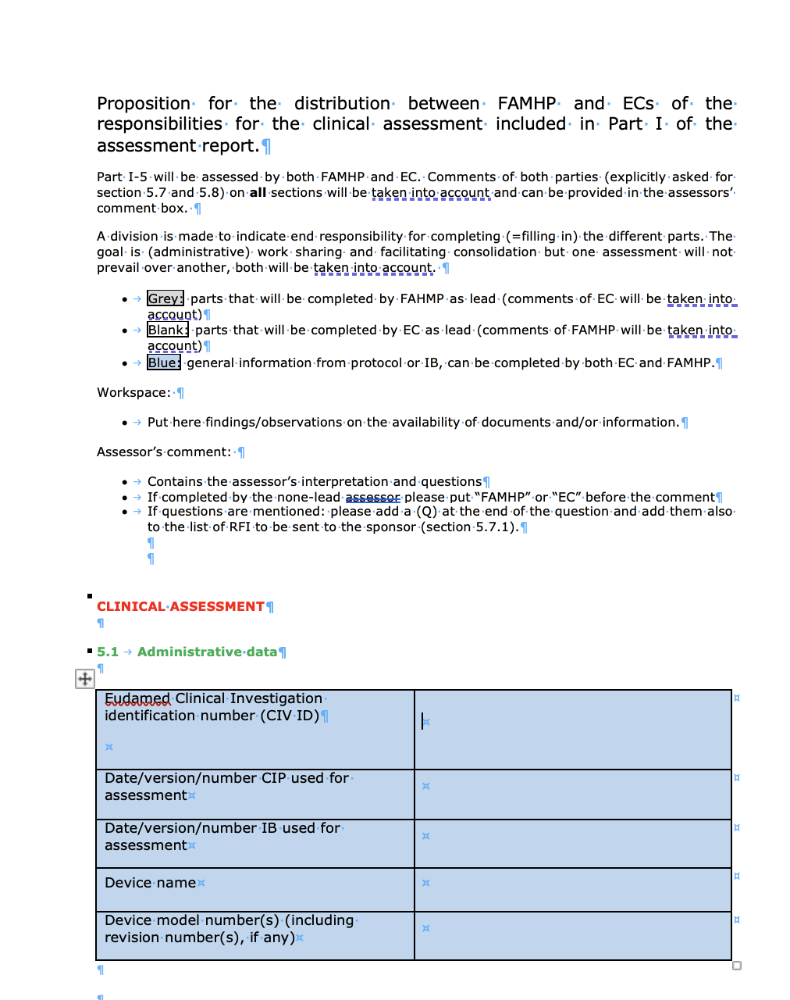 Proposition for the distribution between FAMHP and ECs of the
responsibilities for the clinical assessment included in Part I of the
assessment report.
Part I-5 will be assessed by both FAMHP and EC. Comments of both parties (explicitly asked for
section 5.7 and 5.8) on all sections will be taken into account and can be provided in the assessors’
comment box.
A division is made to indicate end responsibility for completing (=filling in) the different parts. The
goal is (administrative) work sharing and facilitating consolidation but one assessment will not
prevail over another, both will be taken into account.
• Grey: parts that will be completed by FAHMP as lead (comments of EC will be taken into
account)
• Blank: parts that will be completed by EC as lead (comments of FAMHP will be taken into
account)
• Blue: general information from protocol or IB, can be completed by both EC and FAMHP.
Workspace:
• Put here findings/observations on the availability of documents and/or information.
Assessor’s comment:
• Contains the assessor’s interpretation and questions
• If completed by the none-lead assessor please put “FAMHP” or “EC” before the comment
• If questions are mentioned: please add a (Q) at the end of the question and add them also
to the list of RFI to be sent to the sponsor (section 5.7.1).
CLINICAL ASSESSMENT
5.1 Administrative data
Eudamed Clinical Investigation
identification number (CIV ID)
Date/version/number CIP used for
assessment
Date/version/number IB used for
assessment
Device name
Device model number(s) (including
revision number(s), if any)